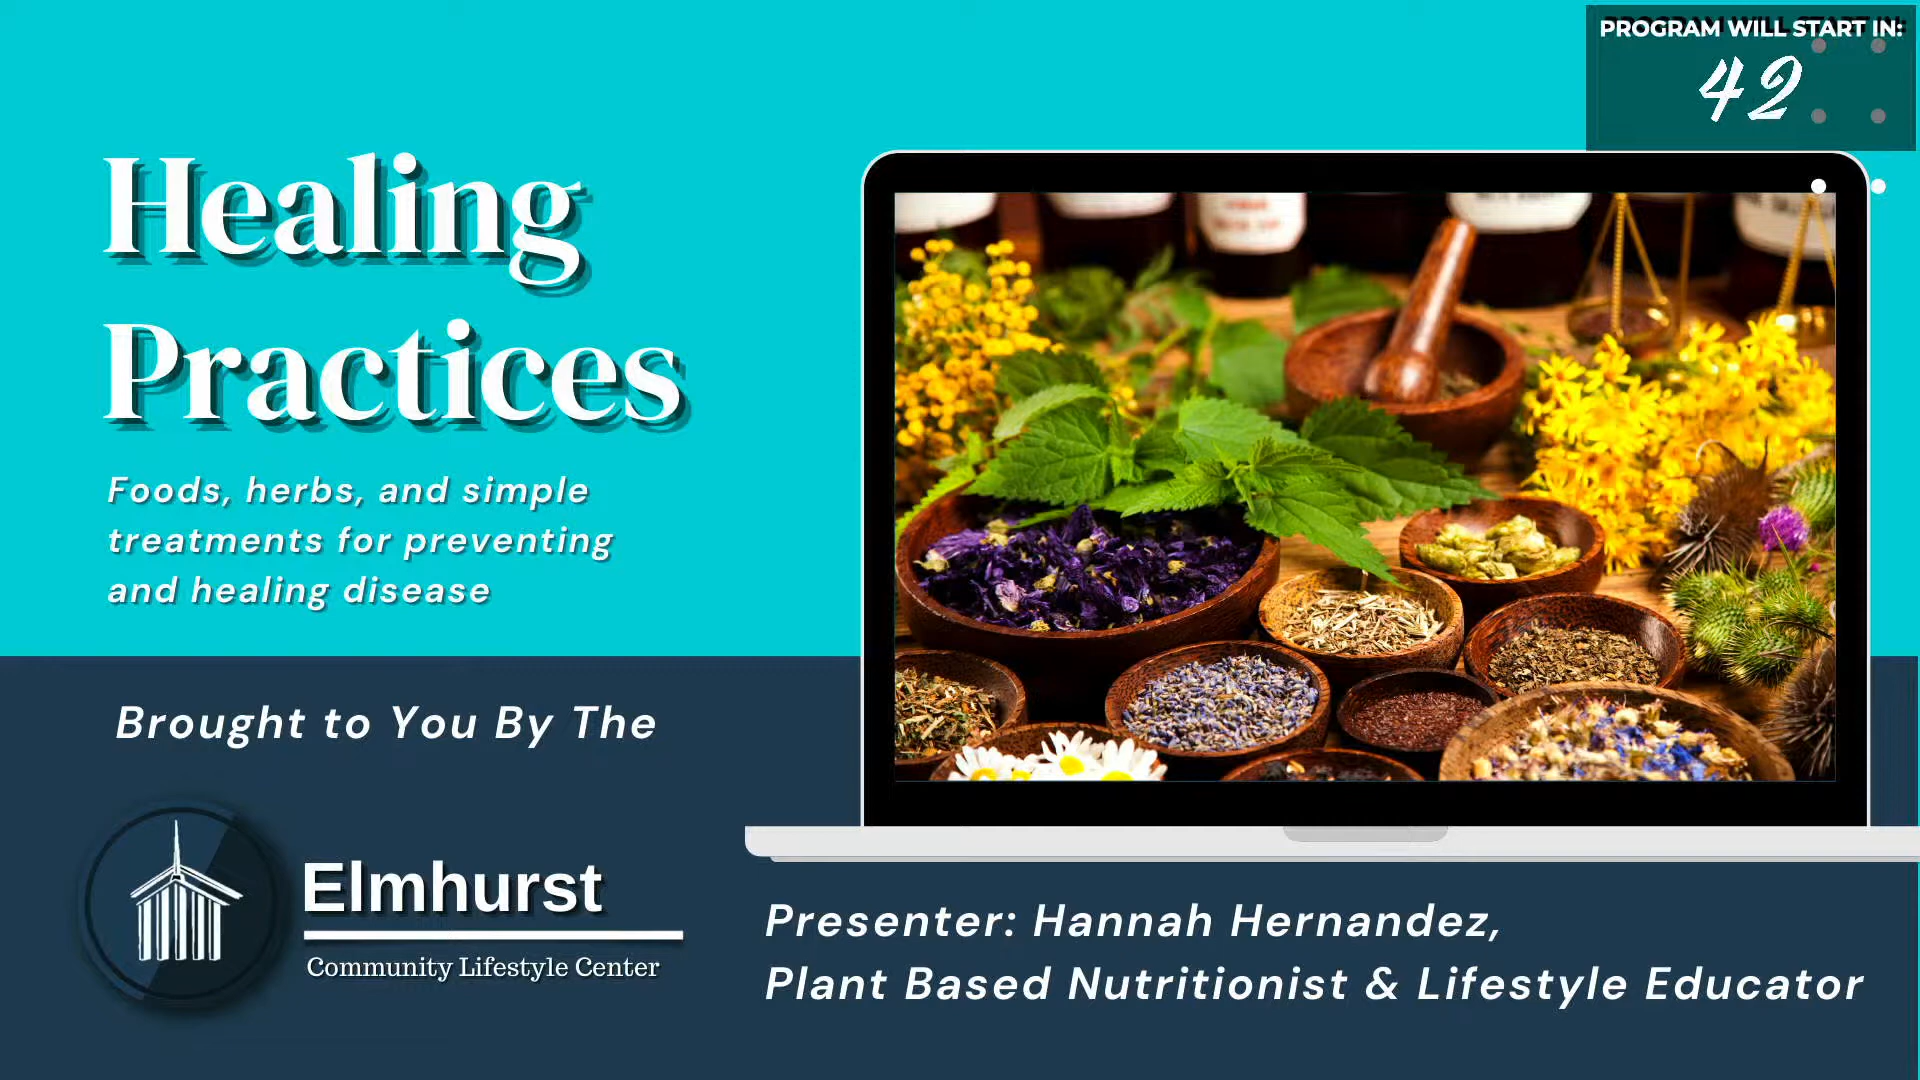 PROGRAM WILL START IN:
42
Healing
Practices
Foods, herbs, and simple
treatments for preventing
and healing disease
Brought to You By The
Elmhurst
Community Lifestyle Center
Presenter: Hannah Hernandez,
Plant Based Nutritionist & Lifestyle Educator